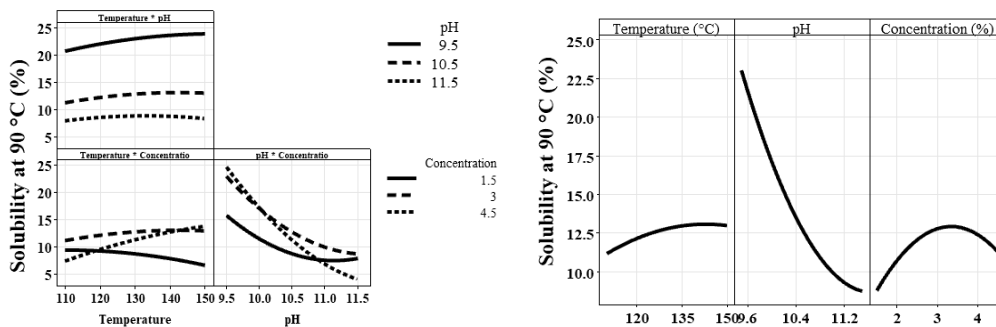 Temperature * pH
25
20
15
10
5
pH
9.5
10.5
11.5
Solubility at 90 °C (%)
Temperature * Concentratio
pH * Concentratio
25
20
15
10
5
Concentration
1.5
3
4.5
110 120 130 140 150 9.5 10.0 10.5 11.0 11.5
Temperature pH
Temperature (°C) pH Concentration (%)
Solubility at 90 °C (%)
25.0
22.5
20.0
17.5
15.0
12.5
10.0
120 135 150 9.6 10.4 11.2 2 3 4